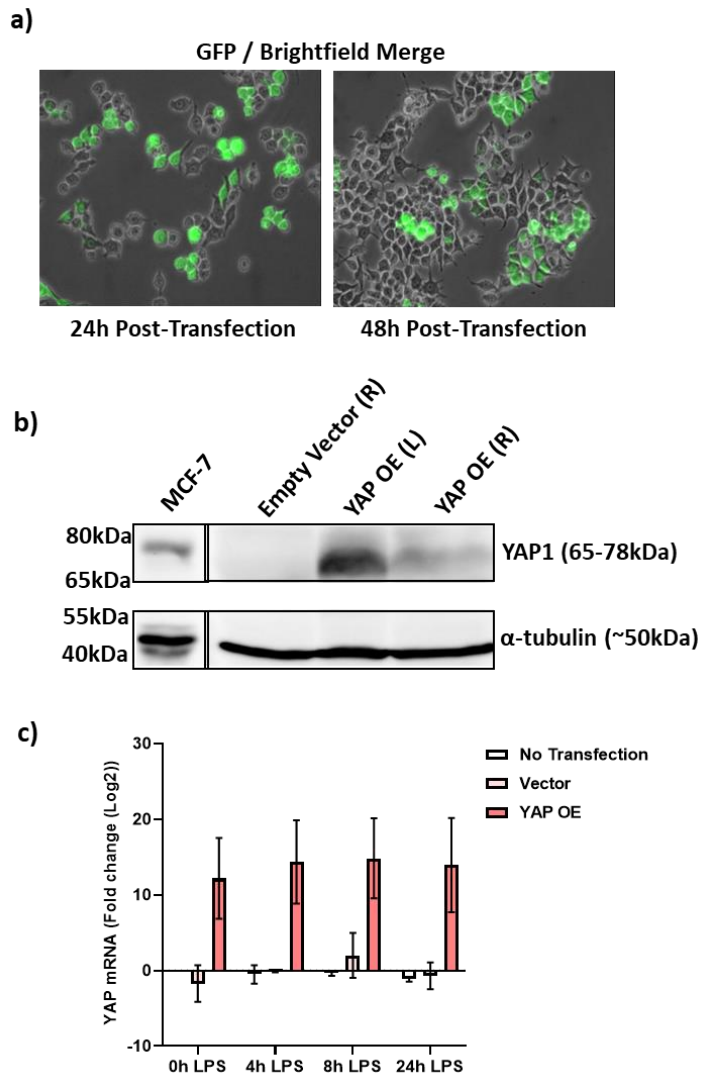 a)
GFP / Brightfield Merge
24h Post-Transfection
48h Post-Transfection
b)
MCF-7
Empty Vector (R)
YAP OE (L)
YAP OE (R)
80kDa
65kDa
YAP1 (65-78kDa)
55kDa
40kDa
α-tubulin (~50kDa)
c)
YAP mRNA (Fold change (Log2))
30
20
10
0
-10
0h LPS
4h LPS
8h LPS
24h LPS
No Transfection
Vector
YAP OE